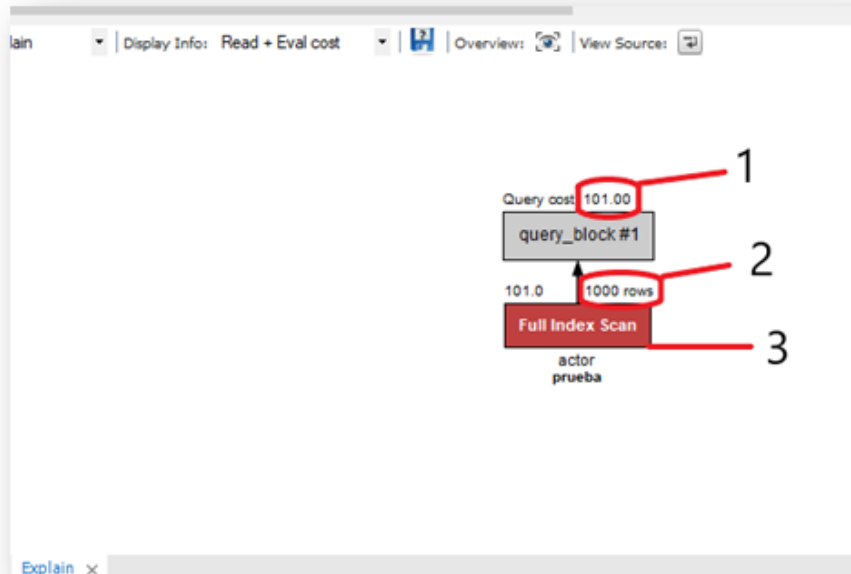 lain Display Info: Read + Eval cost Overview: View Source:
1
Query cost 101.00
query_block #1
2
101.0 1000 rows
Full Index Scan
3
actor
prueba
Explain